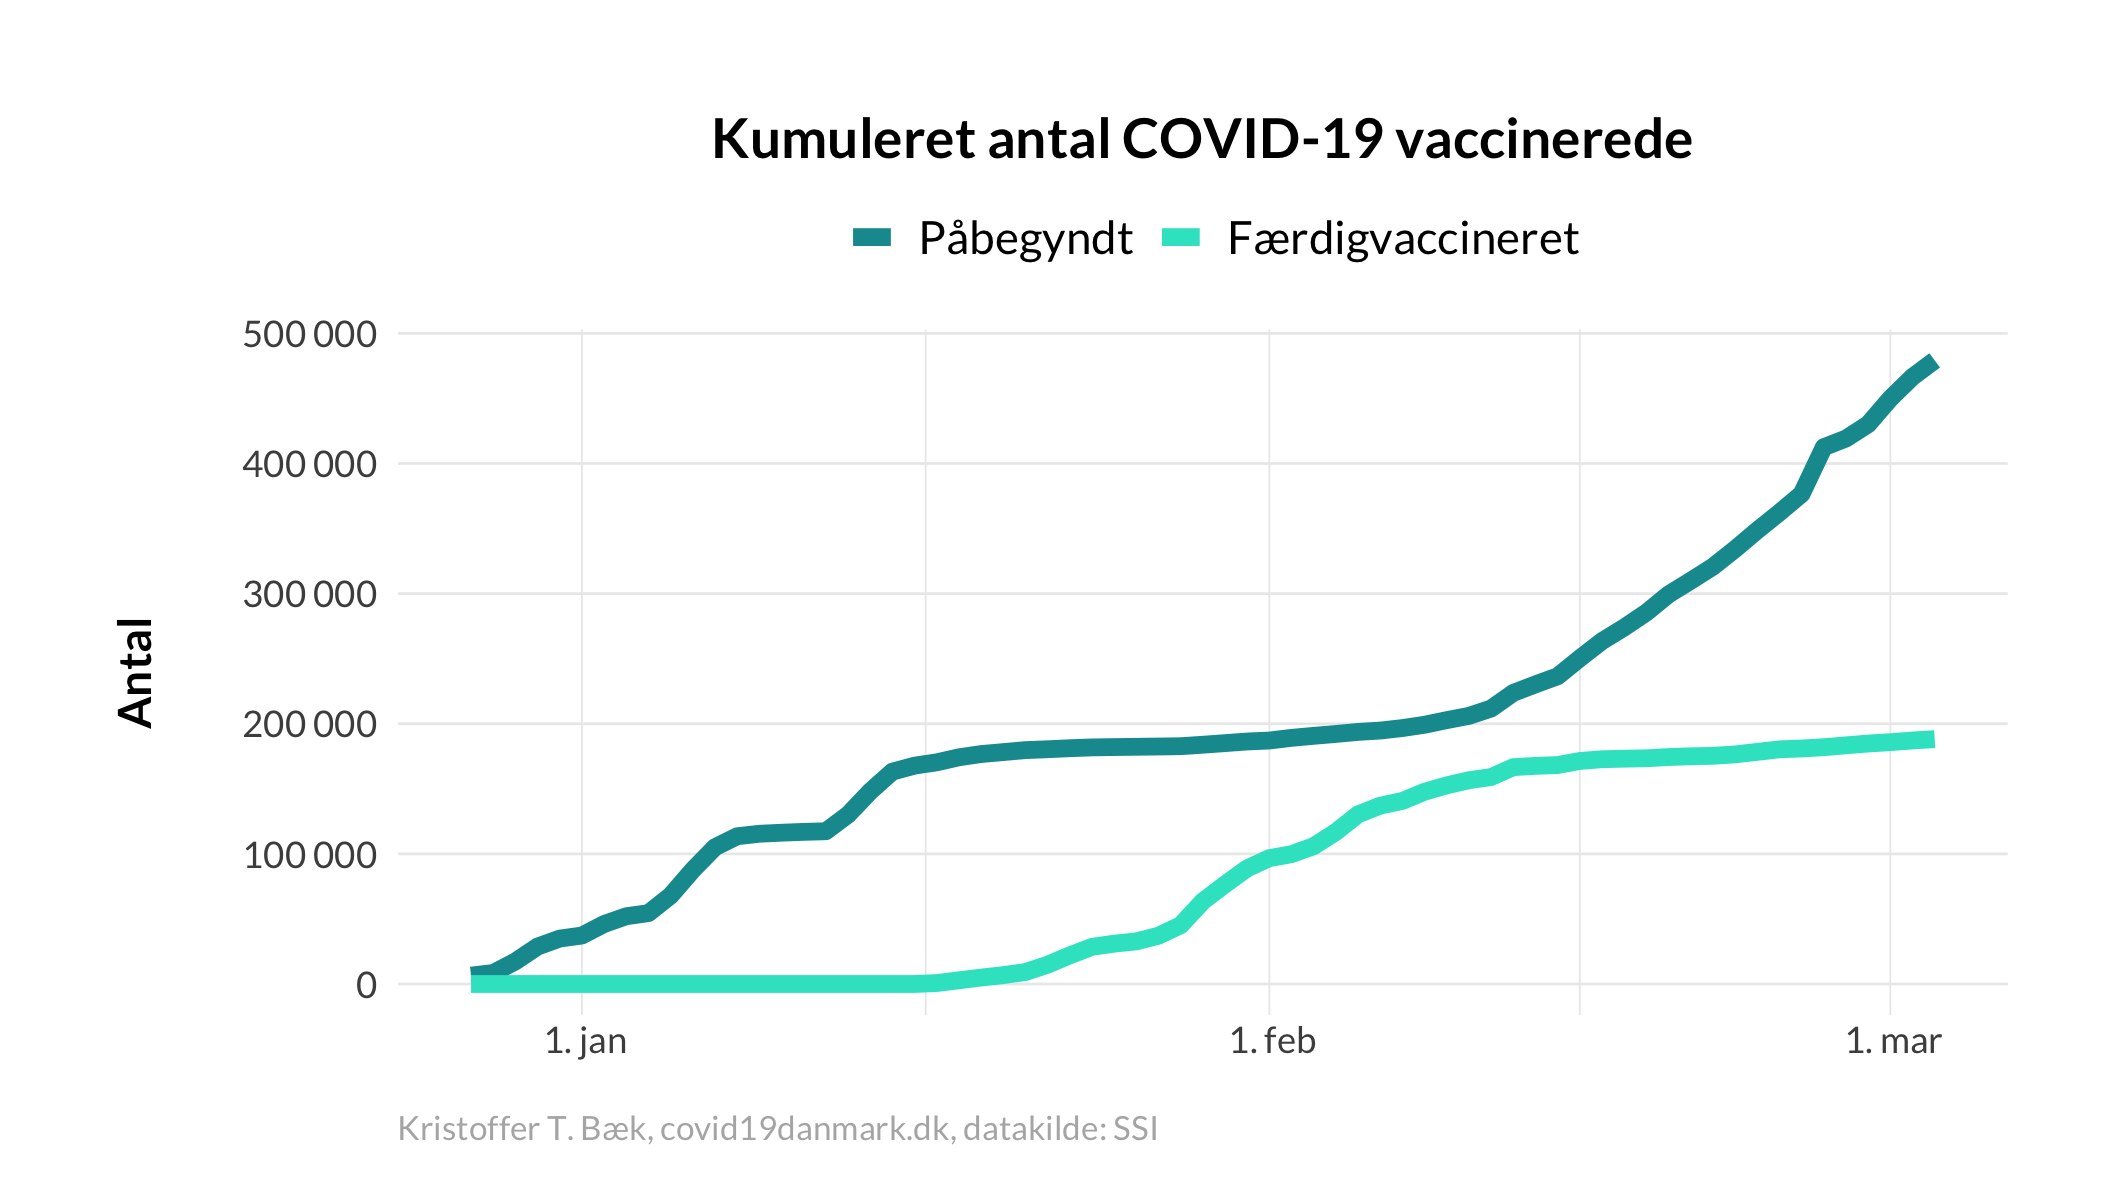 Kumuleret antal COVID-19 vaccinerede
Påbegyndt Færdigvaccineret
Antal
500 000
400 000
300 000
200 000
100 000
0
1. jan 1. feb 1. mar
Kristoffer T. Bæk, covid19danmark.dk, datakilde: SSI